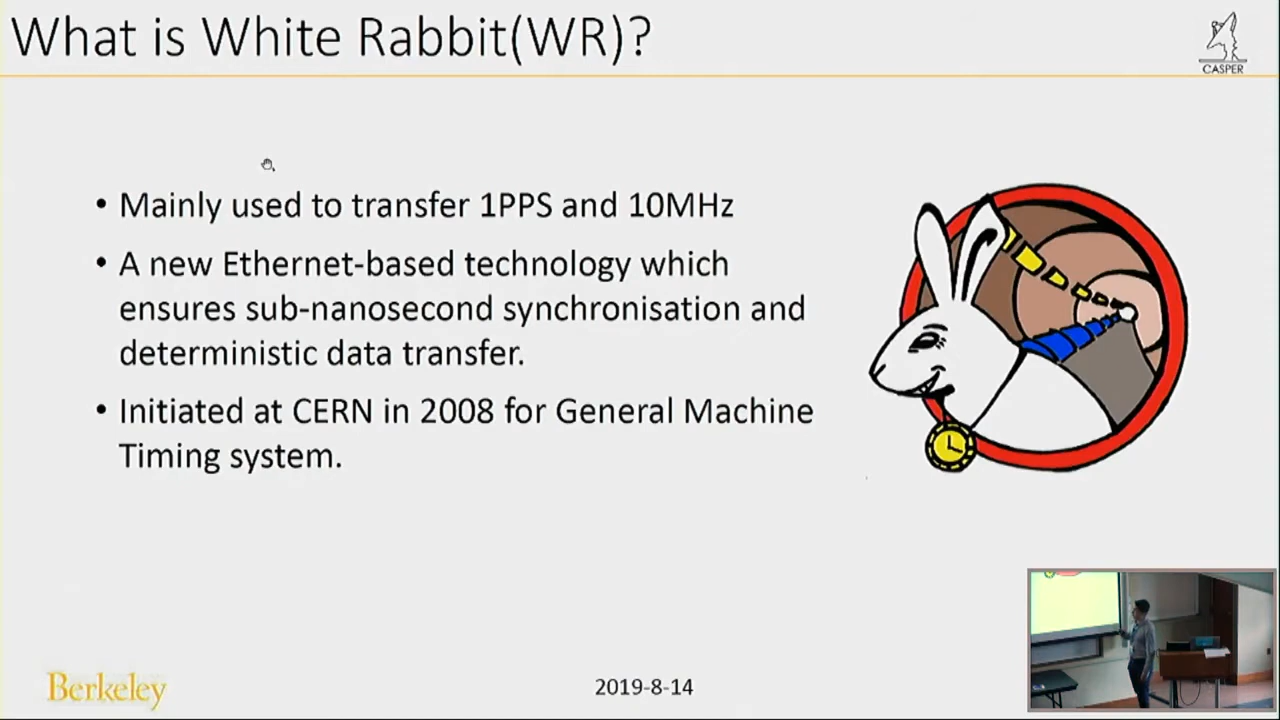 What is White Rabbit(WR)?
CASPER
• Mainly used to transfer 1PPS and 10MHz
• A new Ethernet-based technology which
ensures sub-nanosecond synchronisation and
deterministic data transfer.
• Initiated at CERN in 2008 for General Machine
Timing system.
Berkeley
2019-8-14